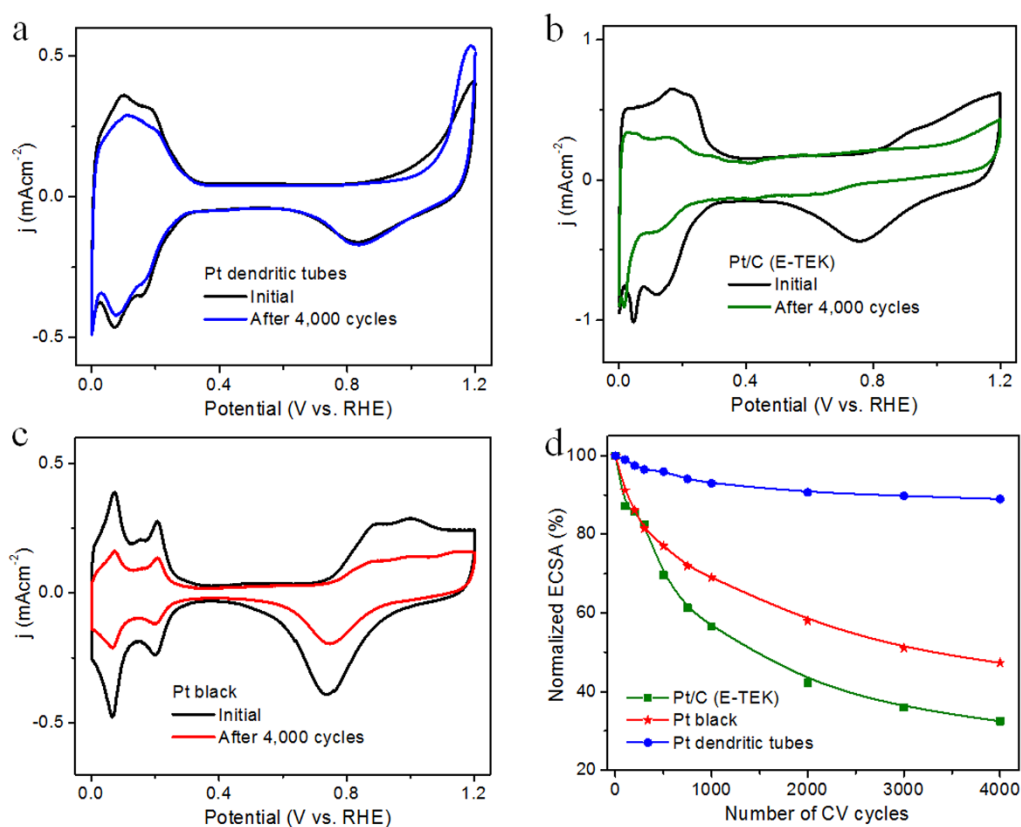 a
0.5
0.0
-0.5
j (mAcm⁻²)
Pt dendritic tubes
Initial
After 4,000 cycles
0.0 0.4 0.8 1.2
Potential (V vs. RHE)
b
1
0
-1
j (mAcm⁻²)
Pt/C (E-TEK)
Initial
After 4,000 cycles
0.0 0.4 0.8 1.2
Potential (V vs. RHE)
c
0.5
0.0
-0.5
j (mAcm⁻²)
Pt black
Initial
After 4,000 cycles
0.0 0.4 0.8 1.2
Potential (V vs. RHE)
d
100
80
60
40
20
Normalized ECSA (%)
Pt/C (E-TEK)
Pt black
Pt dendritic tubes
0 1000 2000 3000 4000
Number of CV cycles